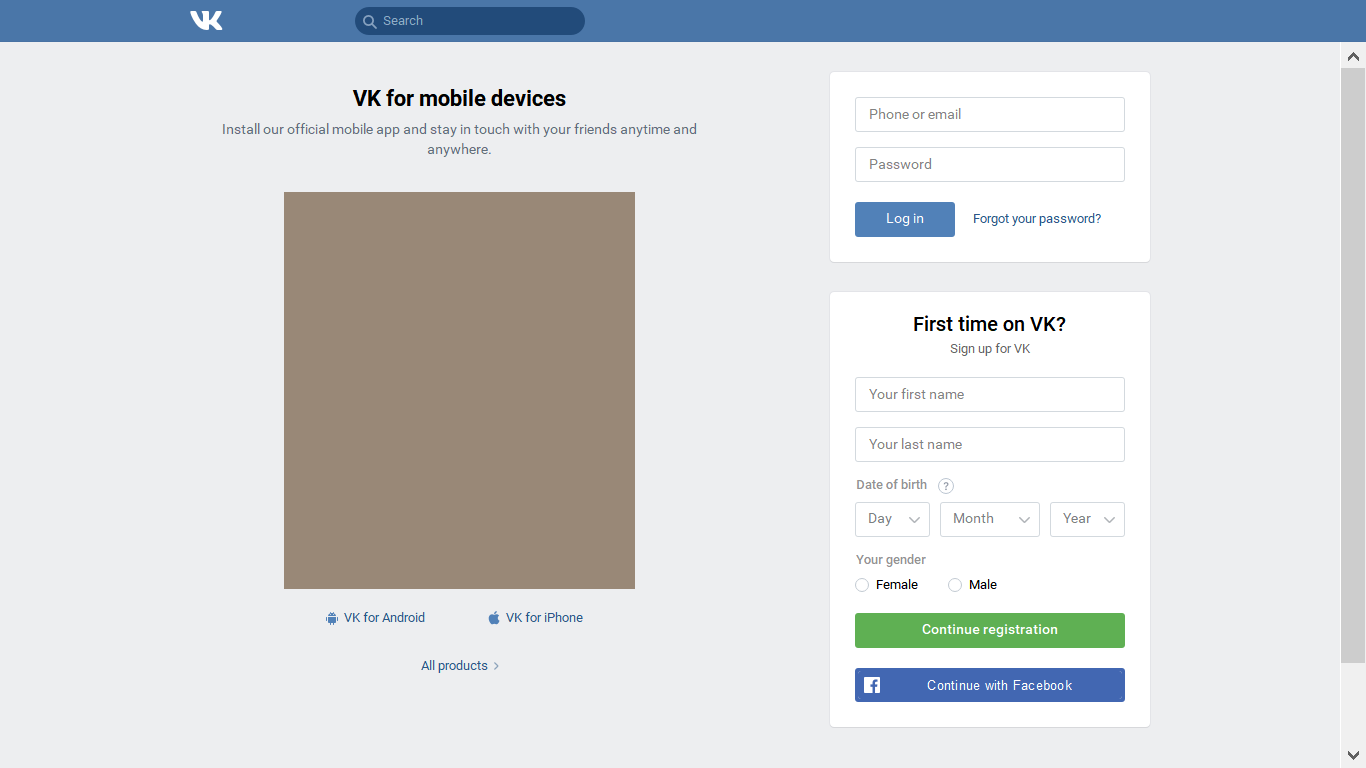 VK
Search
VK for mobile devices
Install our official mobile app and stay in touch with your friends anytime and
anywhere.
VK for Android
VK for iPhone
All products
Phone or email
Password
Log in
Forgot your password?
First time on VK?
Sign up for VK
Your first name
Your last name
Date of birth ?
Day
Month
Year
Your gender
Female
Male
Continue registration
f Continue with Facebook